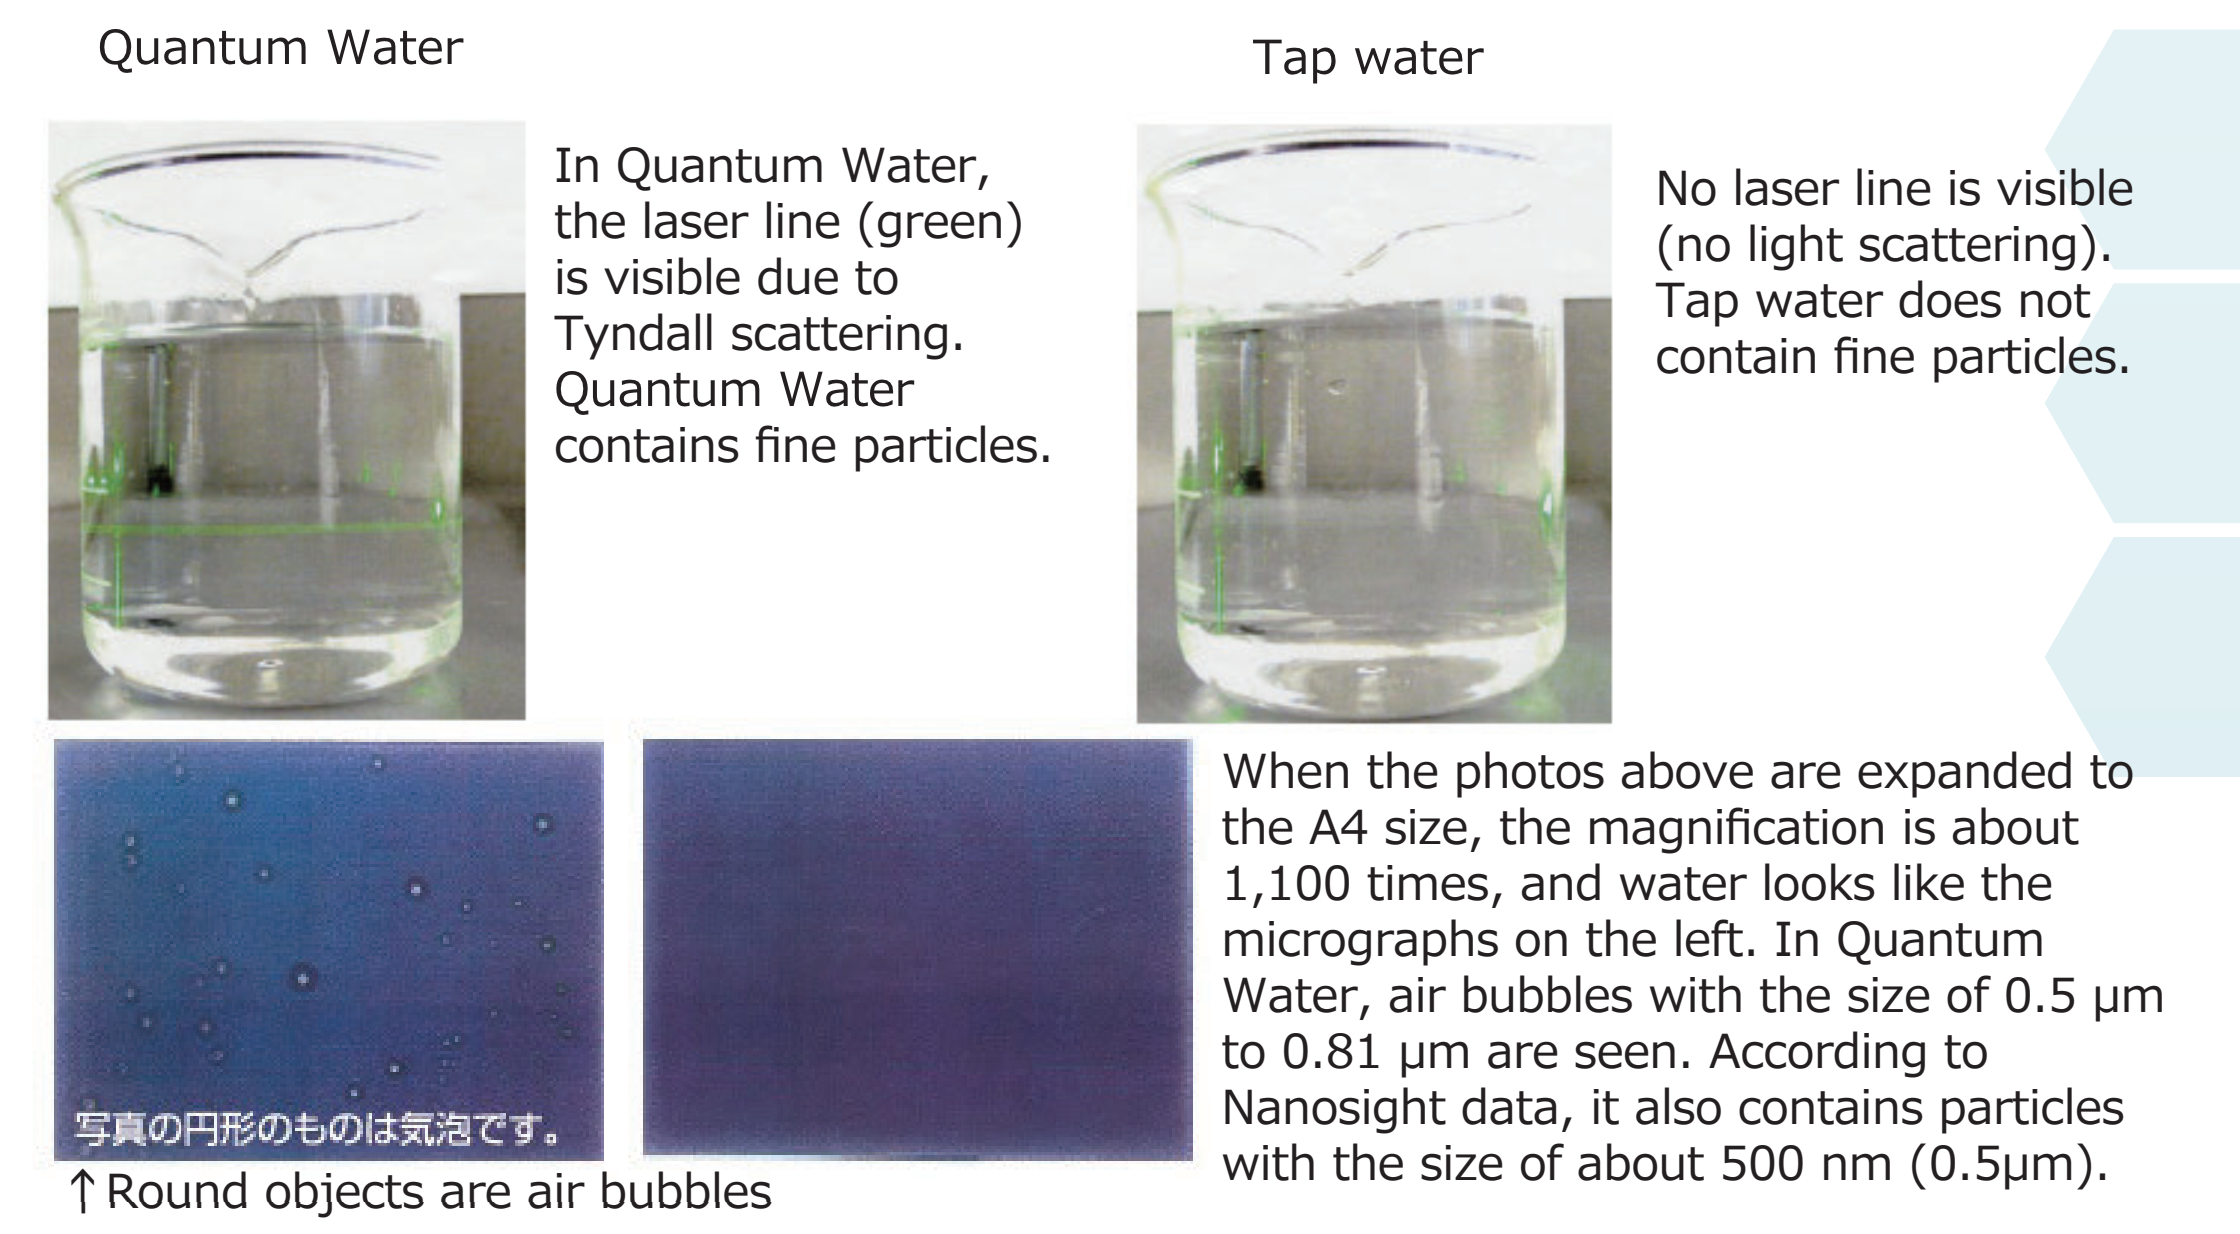 Quantum Water
In Quantum Water,
the laser line (green)
is visible due to
Tyndall scattering.
Quantum Water
contains fine particles.
Tap water
No laser line is visible
(no light scattering).
Tap water does not
contain fine particles.
写真の円形のものは気泡です。
↑Round objects are air bubbles
When the photos above are expanded to
the A4 size, the magnification is about
1,100 times, and water looks like the
micrographs on the left. In Quantum
Water, air bubbles with the size of 0.5 μm
to 0.81 μm are seen. According to
Nanosight data, it also contains particles
with the size of about 500 nm (0.5μm).